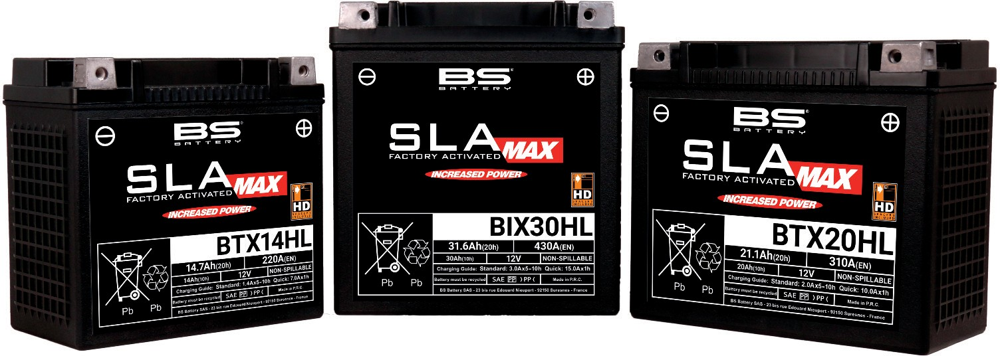 BS®
BATTERY
SLA
FACTORY ACTIVATED MAX
INCREASED POWER
HD
BTX14HL
14.7Ah(20h) 220A(EN)
14Ah(10h) 12V NON-SPILLABLE
Charging Guide: Standard: 1.4Ax5-10h Quick: 7.0Ax1h
Battery must be recycled SAE PP 〉PP〈 Made in P.R.C.
Pb Pb
BS Battery SAS - 23 bis rue Edouard Nieuport - 92150 Suresnes - France
BS®
BATTERY
SLA
FACTORY ACTIVATED MAX
INCREASED POWER
HD
SPACERS
INCLUDED
BIX30HL
31.6Ah(20h) 430A(EN)
30Ah(10h) 12V NON-SPILLABLE
Charging Guide: Standard: 3.0Ax5-10h Quick: 15.0Ax1h
Battery must be recycled SAE PP 〉PP〈 Made in P.R.C.
Pb Pb
BS Battery SAS - 23 bis rue Edouard Nieuport - 92150 Suresnes - France
BS®
BATTERY
SLA
FACTORY ACTIVATED MAX
INCREASED POWER
HD
SPACERS
INCLUDED
BTX20HL
21.1Ah(20h) 310A(EN)
20Ah(10h) 12V NON-SPILLABLE
Charging Guide: Standard: 2.0Ax5-10h Quick: 10.0Ax1h
Battery must be recycled SAE PP 〉PP〈 Made in P.R.C.
Pb Pb
BS Battery SAS - 23 bis rue Edouard Nieuport - 92150 Suresnes - France